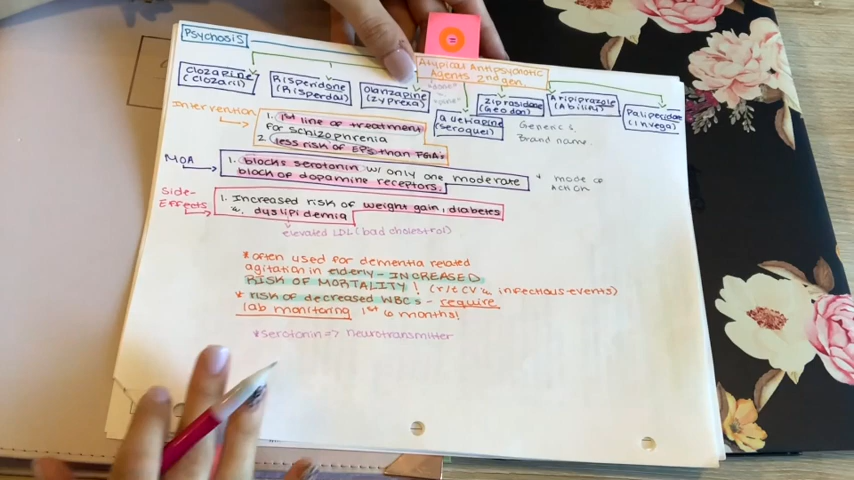 Psychosis
Atypical Antipsychotic
Agents 2nd gen.
Clozapine
(Clozaril)
Risperidone
(Risperdal)
Olanzapine
(Zyprexa)
Quetiapine
(Seroquel)
Ziprasidone
(Geodon)
Aripiprazole
(Abilify)
Paliperidone
(Invega)
Generic &
Brand name.
Intervention
1. 1st line of treatment
for schizophrenia
2. less risk of EPS than FGAs
MOA
1. blocks serotonin w/ only one moderate
block of dopamine receptors.
* mode of
Action
Side-
Effects
1. Increased risk of weight gain, diabetes
&. dyslipidemia
elevated LDL (bad cholestrol)
*often used for dementia related
agitation in elderly - INCREASED
RISK OF MORTALITY! (r/t CV & infectious events)
* risk of decreased WBCs - require
lab monitoring 1st 6 months!
*serotonin => neurotransmitter